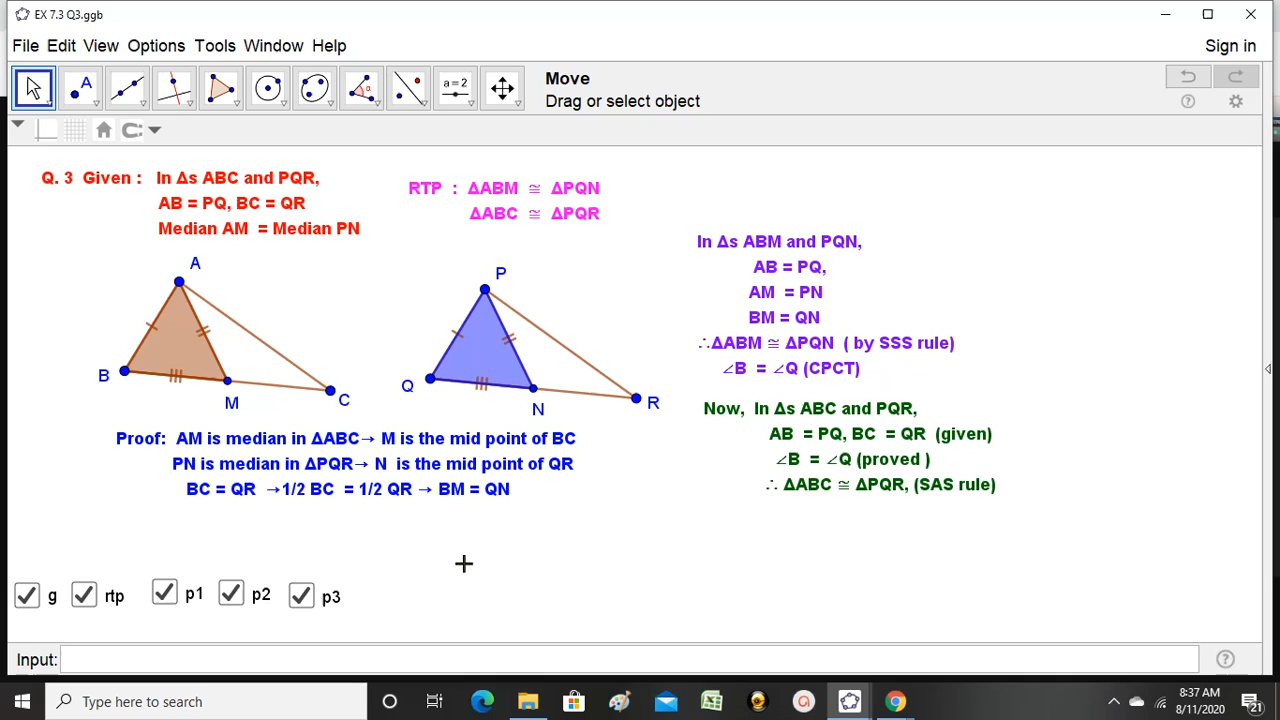 EX 7.3 Q3.ggb
File Edit View Options Tools Window Help
Sign in
A
α
a=2
Move
Drag or select object
Q. 3 Given : In Δs ABC and PQR,
AB = PQ, BC = QR
Median AM = Median PN
RTP : ΔABM ≅ ΔPQN
ΔABC ≅ ΔPQR
A
B
M
C
P
Q
N
R
In Δs ABM and PQN,
AB = PQ,
AM = PN
BM = QN
∴ΔABM ≅ ΔPQN ( by SSS rule)
∠B = ∠Q (CPCT)
Now, In Δs ABC and PQR,
AB = PQ, BC = QR (given)
∠B = ∠Q (proved )
∴ ΔABC ≅ ΔPQR, (SAS rule)
Proof: AM is median in ΔABC→ M is the mid point of BC
PN is median in ΔPQR→ N is the mid point of QR
BC = QR →1/2 BC = 1/2 QR → BM = QN
g rtp p1 p2 p3
Input:
Type here to search
8:37 AM
8/11/2020
21